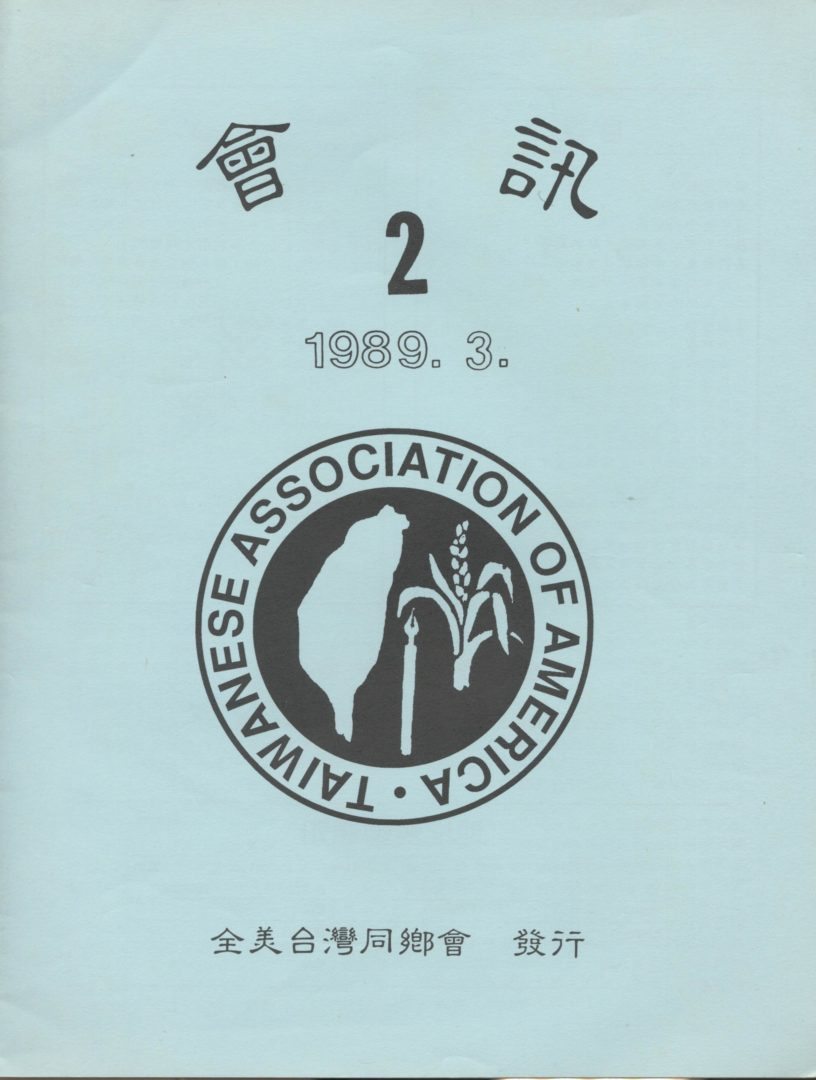 會訊
2
1989. 3.
TAIWANESE ASSOCIATION OF AMERICA •
全美台灣同鄉會 發行